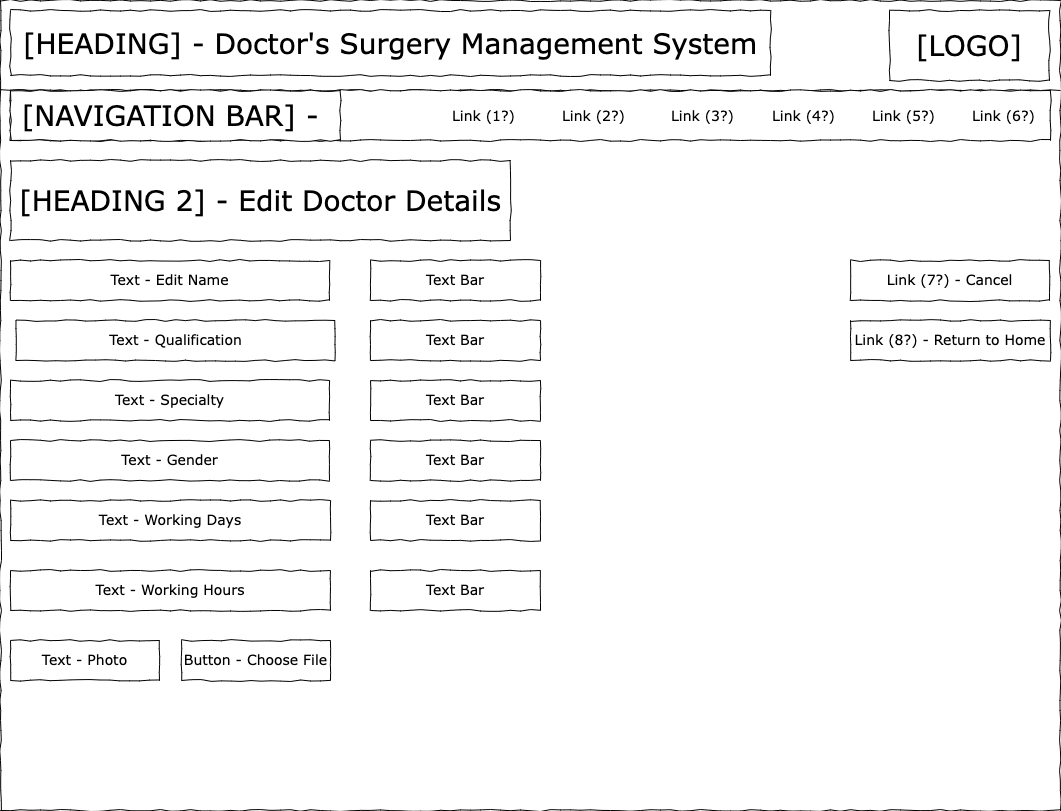 [HEADING] - Doctor's Surgery Management System
[LOGO]
[NAVIGATION BAR] -
Link (1?)
Link (2?)
Link (3?)
Link (4?)
Link (5?)
Link (6?)
[HEADING 2] - Edit Doctor Details
Text - Edit Name
Text Bar
Link (7?) - Cancel
Text - Qualification
Text Bar
Link (8?) - Return to Home
Text - Specialty
Text Bar
Text - Gender
Text Bar
Text - Working Days
Text Bar
Text - Working Hours
Text Bar
Text - Photo
Button - Choose File